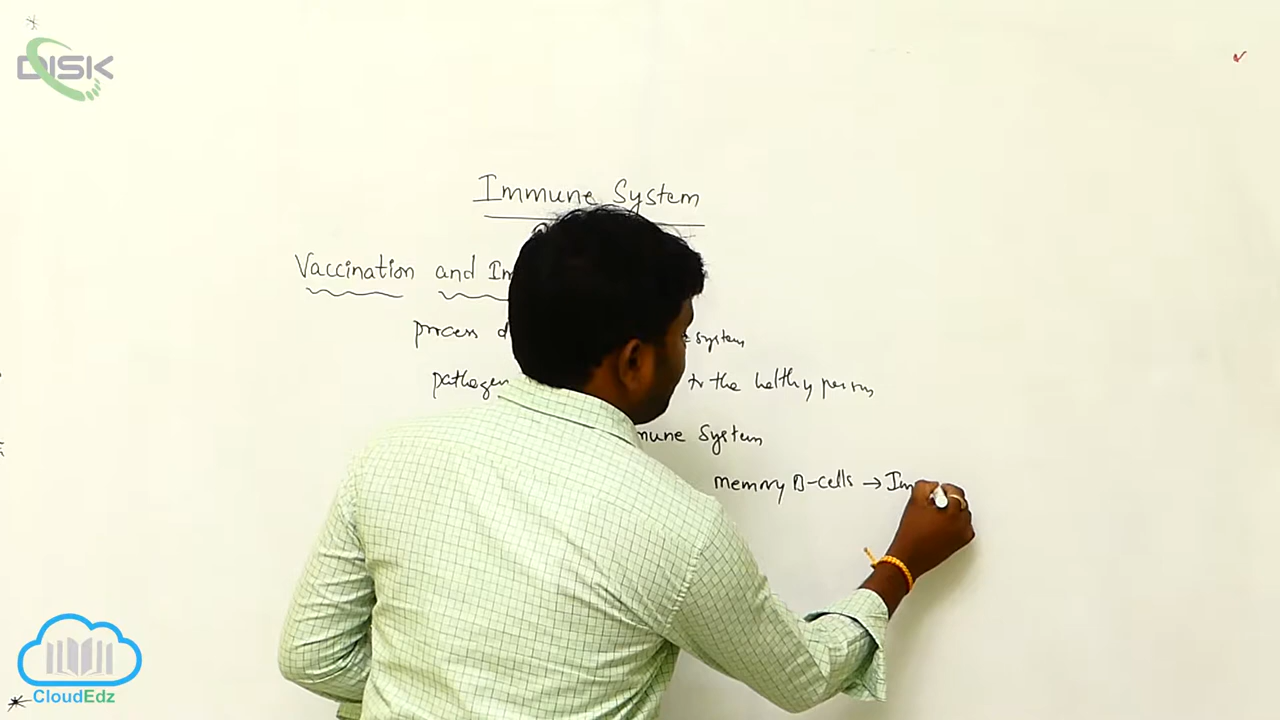 DISK
Immune System
Vaccination and Im
process d system
pathogen to the healthy person
mune System
memory B-cells → Im
CloudEdz